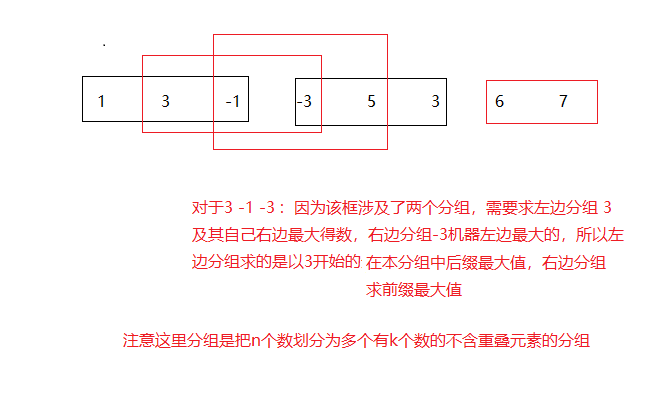 1 3 -1 -3 5 3 6 7
对于3 -1 -3 : 因为该框涉及了两个分组，需要求左边分组 3
及其自己右边最大得数，右边分组-3机器左边最大的，所以左
边分组求的是以3开始的: 在本分组中后缀最大值，右边分组
求前缀最大值
注意这里分组是把n个数划分为多个有k个数的不含重叠元素的分组